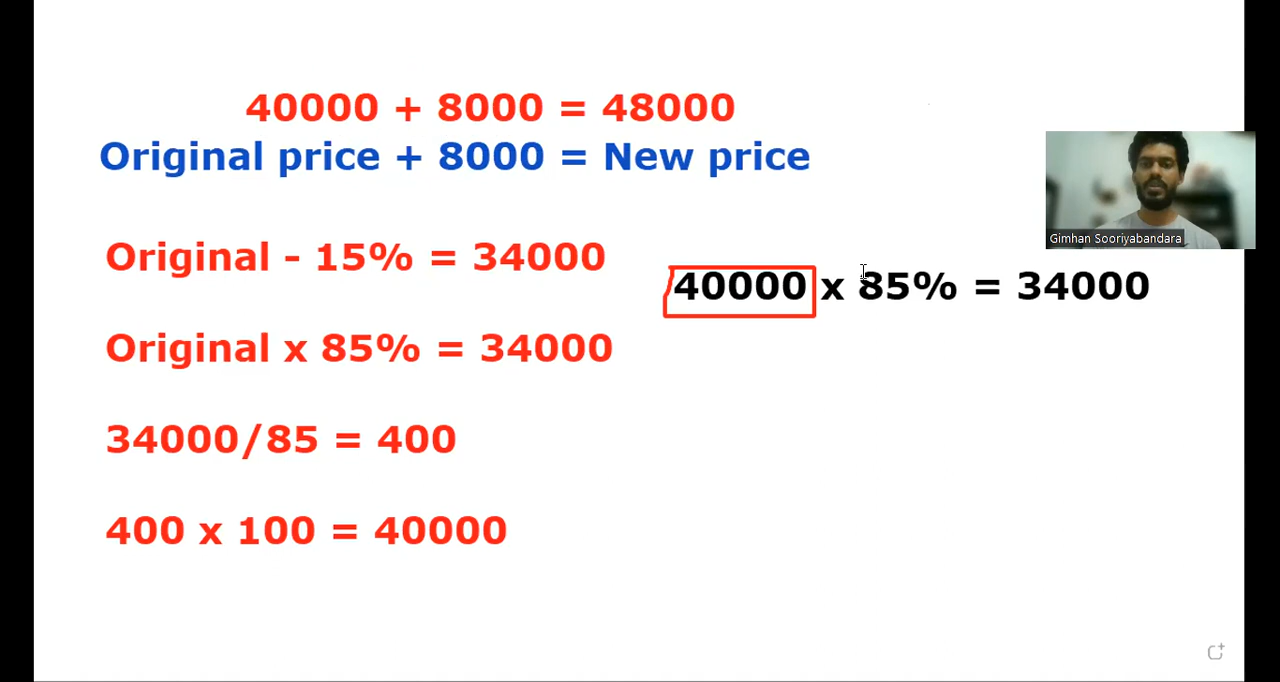 40000 + 8000 = 48000
Original price + 8000 = New price
Original - 15% = 34000
40000 x 85% = 34000
Original x 85% = 34000
34000/85 = 400
400 x 100 = 40000
Gimhan Sooriyabandara